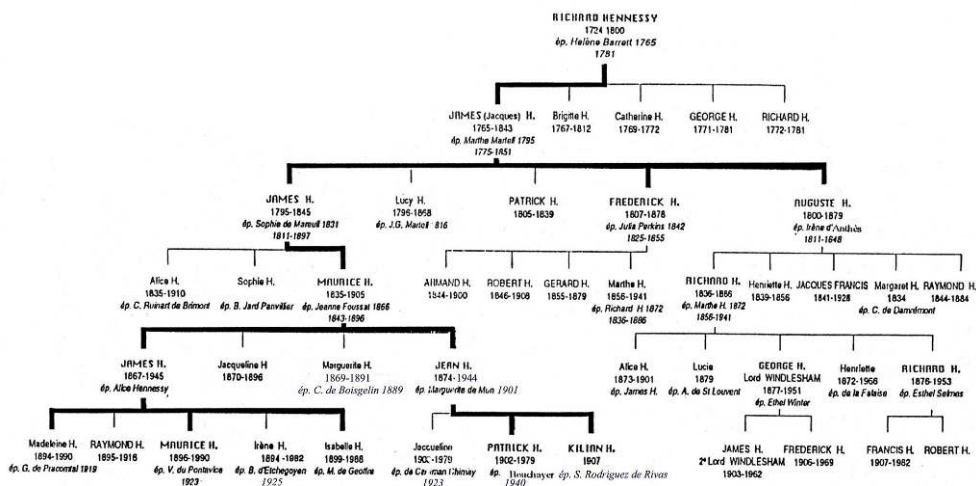 RICHARD HENNESSY
1724 1800
ép. Helène Barrett 1765
1781
JAMES (Jacques) H.
1765-1843
ép. Marthe Martell 1795
1775-1851
Brigitte H.
1767-1812
Catherine H.
1769-1772
GEORGE H.
1771-1781
RICHARD H.
1772-1781
JAMES H.
1795-1845
ép. Sophie de Mareuil 1831
1811-1897
Lucy H.
1796-1868
ép. J.G. Martell 1816
PATRICK H.
1805-1839
FREDERICK H.
1807-1878
ép. Julia Perkins 1842
1825-1855
AUGUSTE H.
1800-1879
ép. Irène d'Anthès
1811-1848
Alice H.
1835-1910
ép. C. Ruinart de Brimont
Sophie H.
ép. B. Jard Panvillier
MAURICE H.
1835-1905
ép. Jeanne Foussat 1866
1843-1896
ARMAND H.
1844-1900
ROBERT H.
1846-1908
GERARD H.
1855-1879
Marthe H.
1856-1941
ép. Richard H 1872
1836-1886
RICHARD H.
1836-1886
ép. Marthe H. 1872
1856-1941
Henriette H.
1839-1856
JACQUES FRANCIS
1841-1928
Margaret H.
1834
ép. C. de Damrémont
RAYMOND H.
1844-1884
JAMES H.
1867-1945
ép. Alice Hennessy
Jacqueline H
1870-1896
Marguerite H.
1869-1891
ép. C. de Boisgelin 1889
JEAN H.
1874-1944
ép. Marguerite de Mun 1901
Alice H.
1873-1901
ép. James H.
Lucie
1879
ép. A. de St Louvent
GEORGE H.
Lord WINDLESHAM
1877-1951
ép. Ethel Winter
Henriette
1872-1966
ép. de la Falaise
RICHARD H.
1876-1953
ép. Esthel Selmes
Madeleine H.
1894-1990
ép. G. de Pracomtal 1919
RAYMOND H.
1895-1916
MAURICE H.
1896-1990
ép. V. du Pontavice
1923
Irène H.
1894-1982
ép. B. d'Etchegoyen
1925
Isabelle H.
1899-1988
ép. M. de Geoffre
Jacqueline
ép. de Caraman Chimay
1923
PATRICK H.
1902-1979
ép. Bouchayer
1940
KILIAN H.
1907
ép. S. Rodriguez de Rivas
JAMES H.
2e Lord WINDLESHAM
1903-1962
FREDERICK H.
1906-1969
FRANCIS H.
1907-1982
ROBERT H.